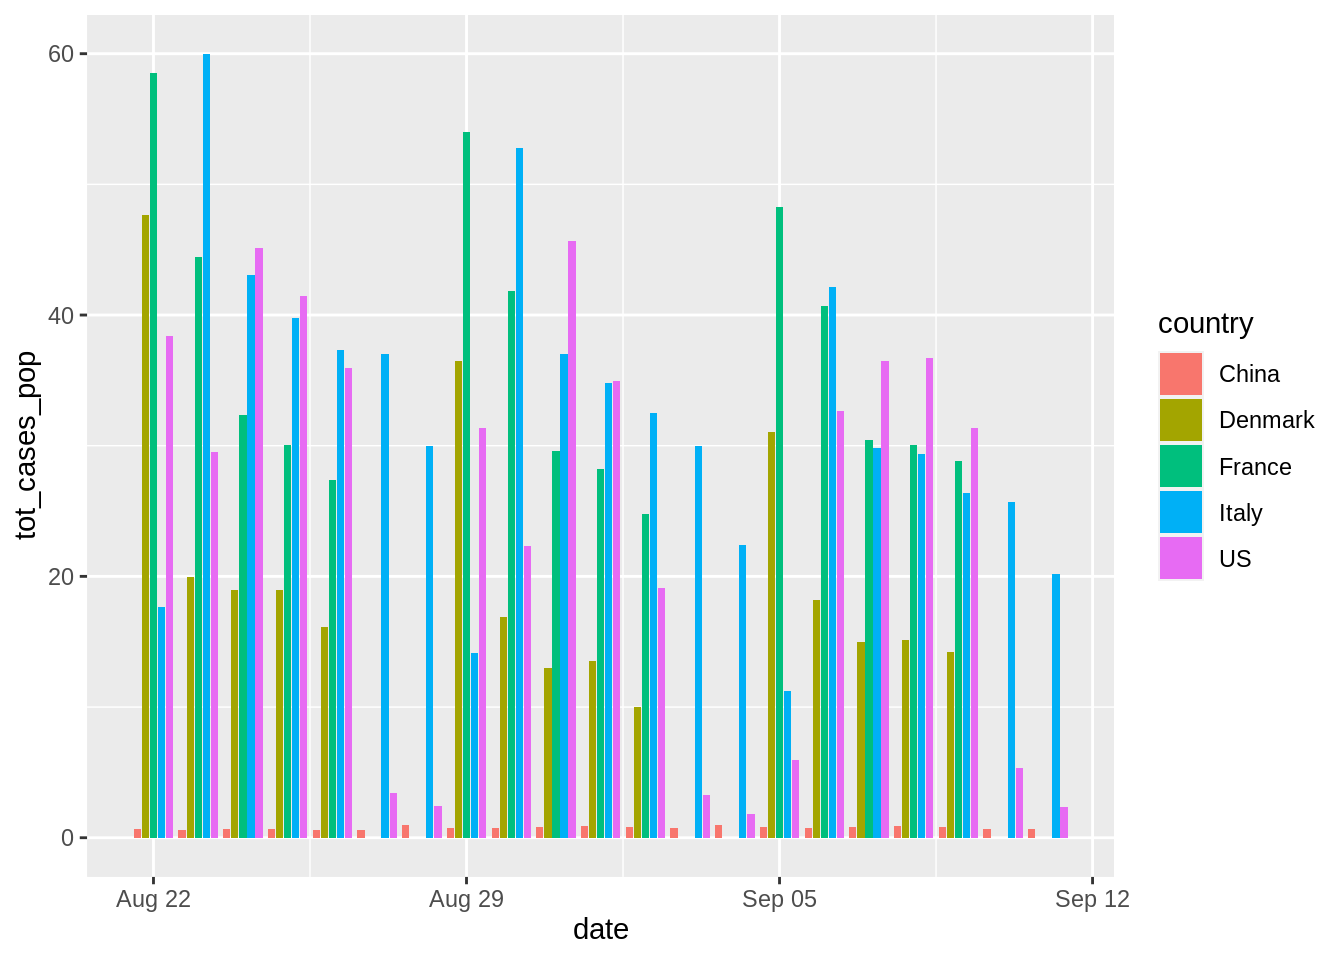 60
40
20
0
tot_cases_pop
Aug 22
Aug 29
Sep 05
Sep 12
date
country
China
Denmark
France
Italy
US